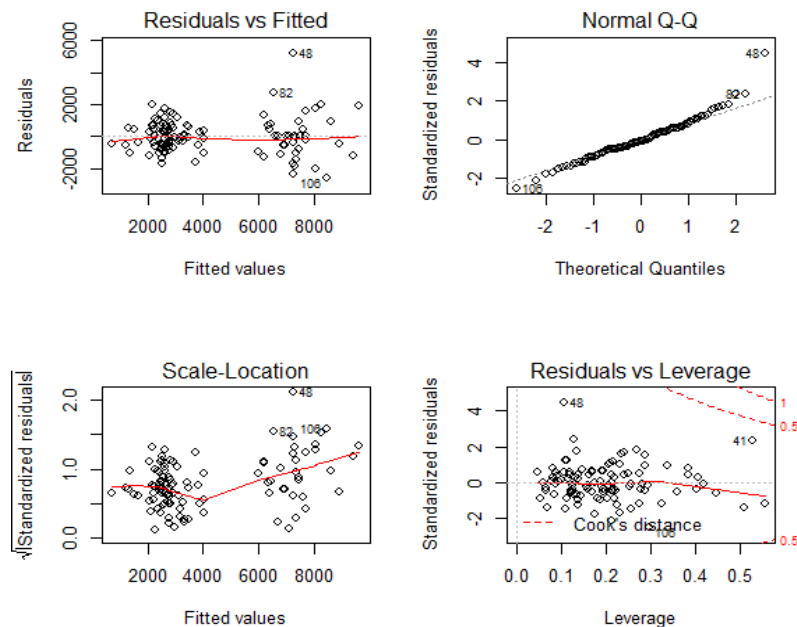 Residuals vs Fitted
Residuals
6000
2000
0
-2000
48
82
106
2000 4000 6000 8000
Fitted values
Normal Q-Q
Standardized residuals
4
2
0
-2
48
82
106
-2 -1 0 1 2
Theoretical Quantiles
Scale-Location
√|Standardized residuals|
2.0
1.0
0.0
48
82 106
2000 4000 6000 8000
Fitted values
Residuals vs Leverage
Standardized residuals
4
2
0
-2
48
41
1
0.5
0.5
Cook's distance
106
0.0 0.1 0.2 0.3 0.4 0.5
Leverage